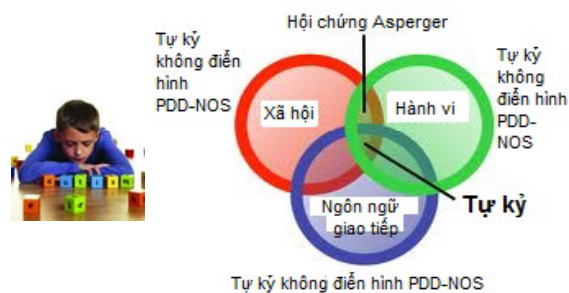 Hội chứng Asperger
Tự kỷ
không điển
hình
PDD-NOS
Tự kỷ
không
điển hình
PDD-
NOS
Xã hội
Hành vi
Ngôn ngữ
giao tiếp
Tự kỷ
Tự kỷ không điển hình PDD-NOS